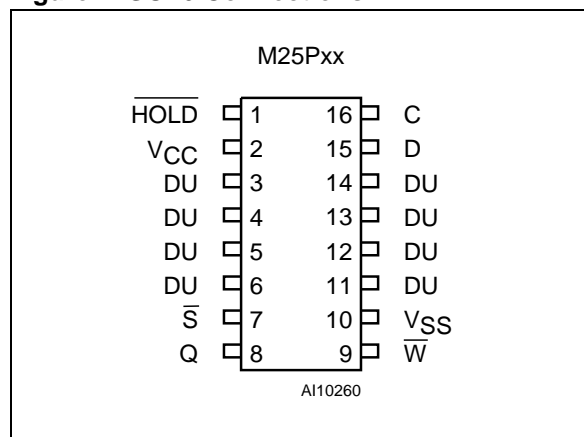 M25Pxx
HOLD 1 16 C
VCC 2 15 D
DU 3 14 DU
DU 4 13 DU
DU 5 12 DU
DU 6 11 DU
S 7 10 VSS
Q 8 9 W
AI10260